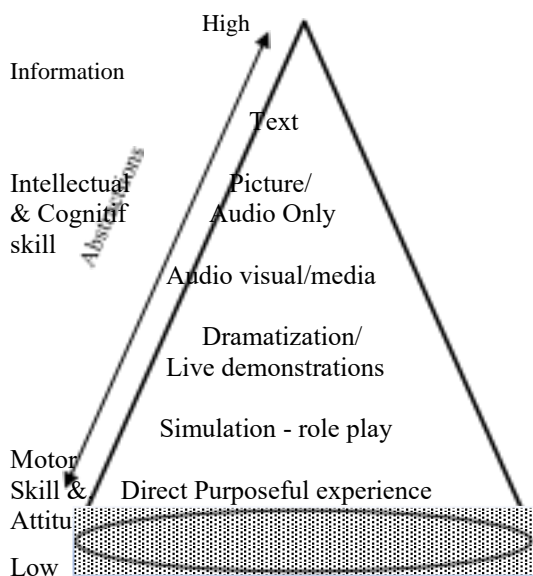 High
Information
Text
Abstractions
Intellectual
& Cognitif
skill
Picture/
Audio Only
Audio visual/media
Dramatization/
Live demonstrations
Simulation - role play
Motor
Skill &
Attitu
Direct Purposeful experience
Low